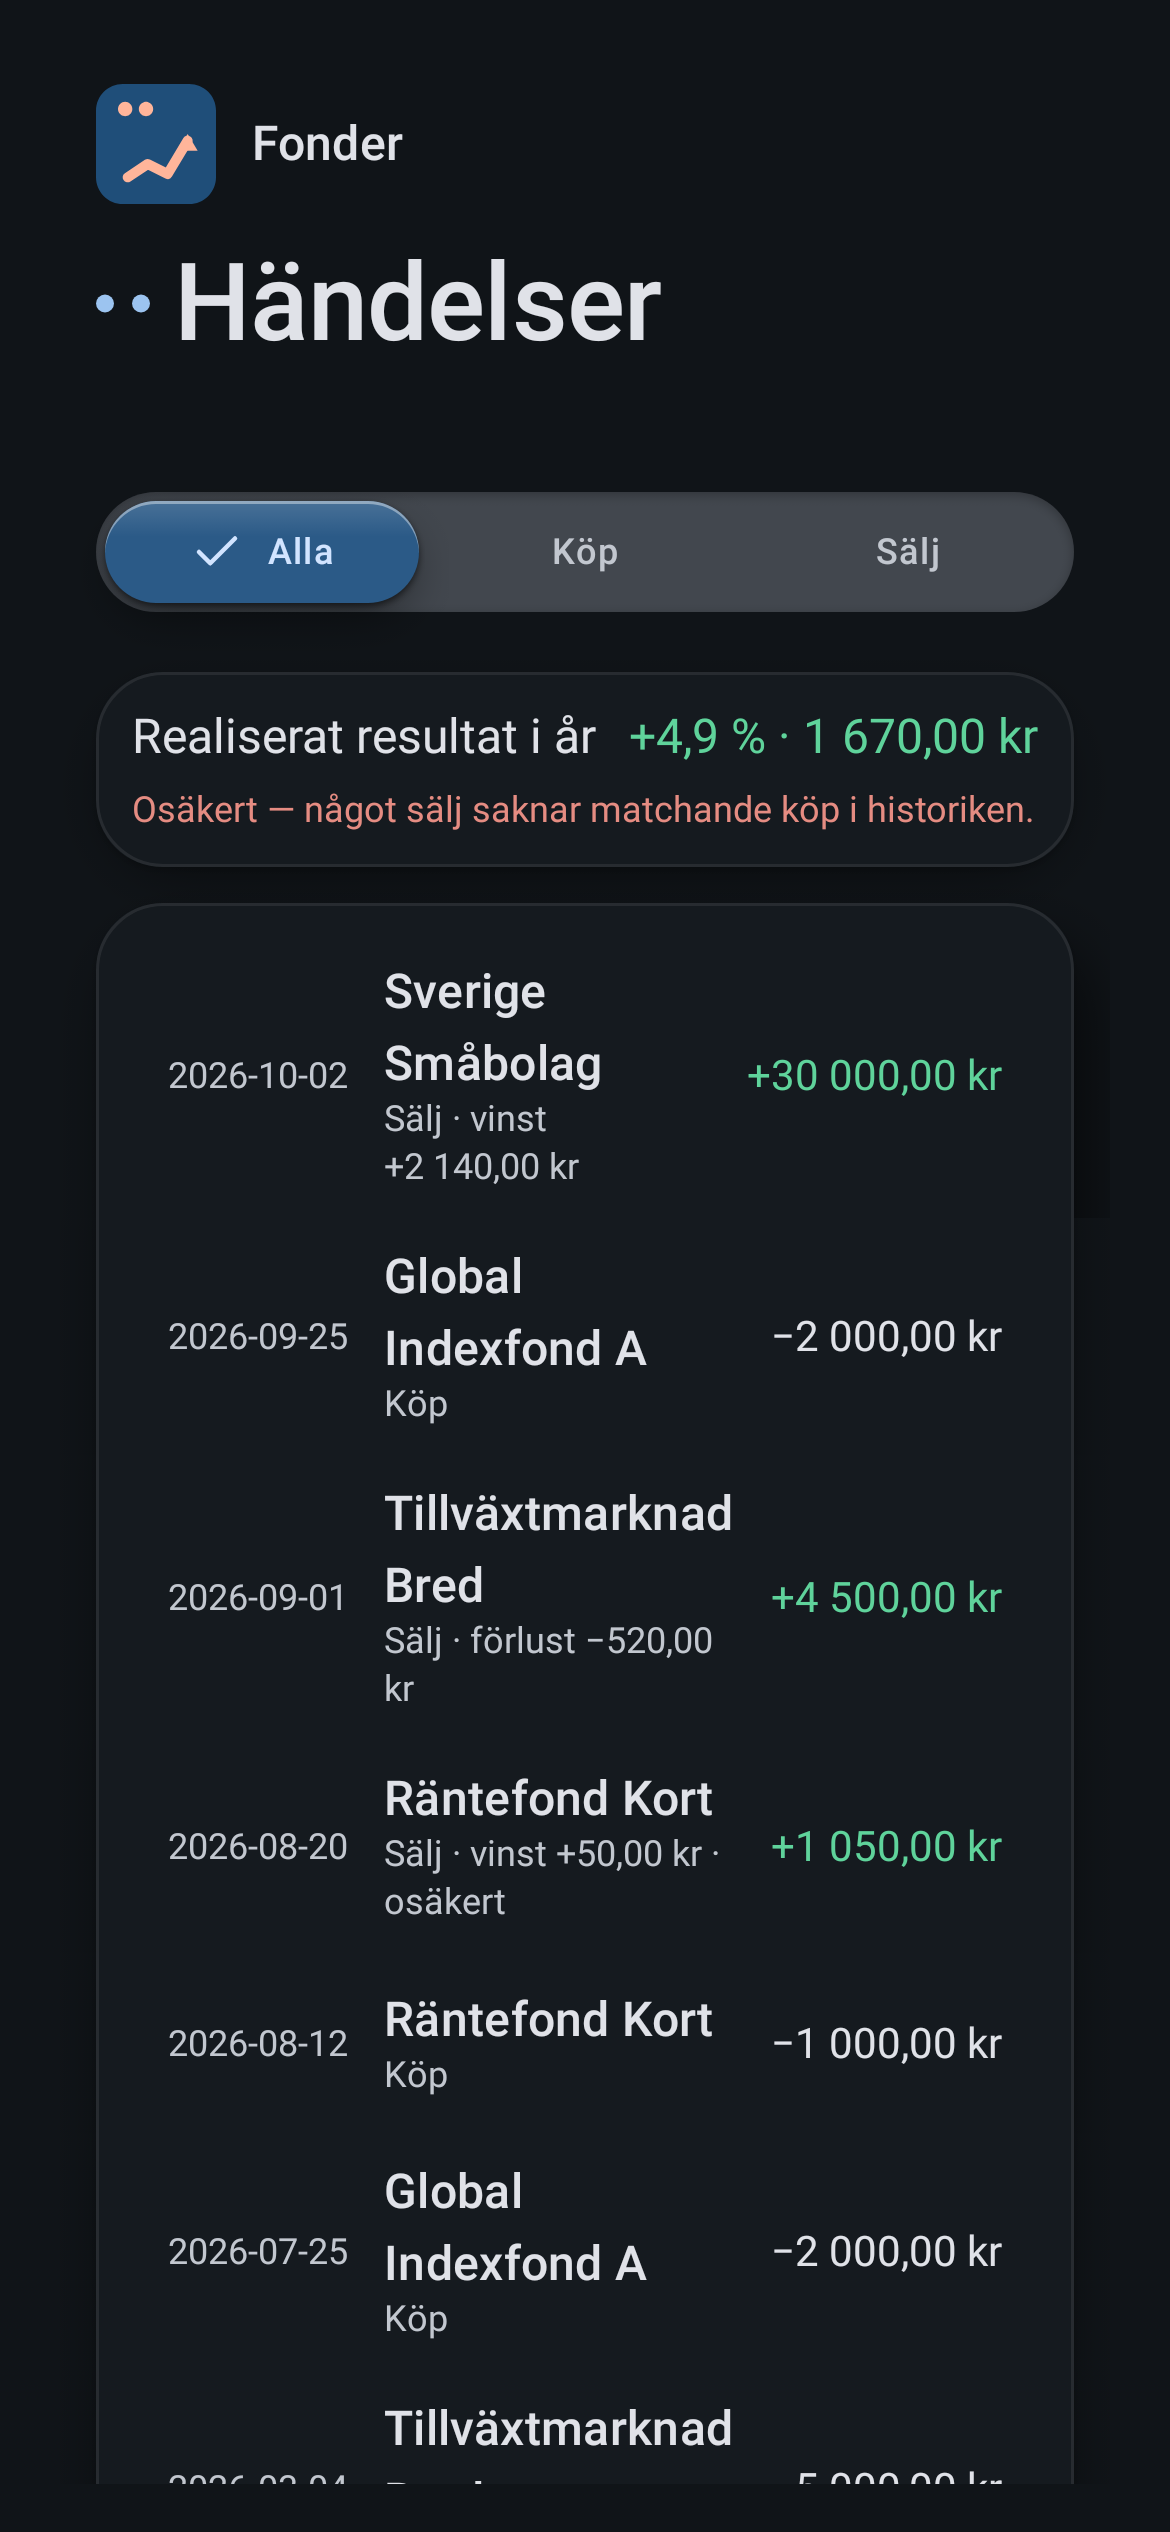 Fonder
Händelser
Alla
Köp
Sälj
Realiserat resultat i år +4,9 % · 1 670,00 kr
Osäkert — något sälj saknar matchande köp i historiken.
Sverige
Småbolag
2026-10-02
+30 000,00 kr
Sälj · vinst
+2 140,00 kr
Global
Indexfond A
2026-09-25
−2 000,00 kr
Köp
Tillväxtmarknad
Bred
2026-09-01
+4 500,00 kr
Sälj · förlust −520,00
kr
Räntefond Kort
2026-08-20
+1 050,00 kr
Sälj · vinst +50,00 kr ·
osäkert
Räntefond Kort
2026-08-12
−1 000,00 kr
Köp
Global
Indexfond A
2026-07-25
−2 000,00 kr
Köp
Tillväxtmarknad